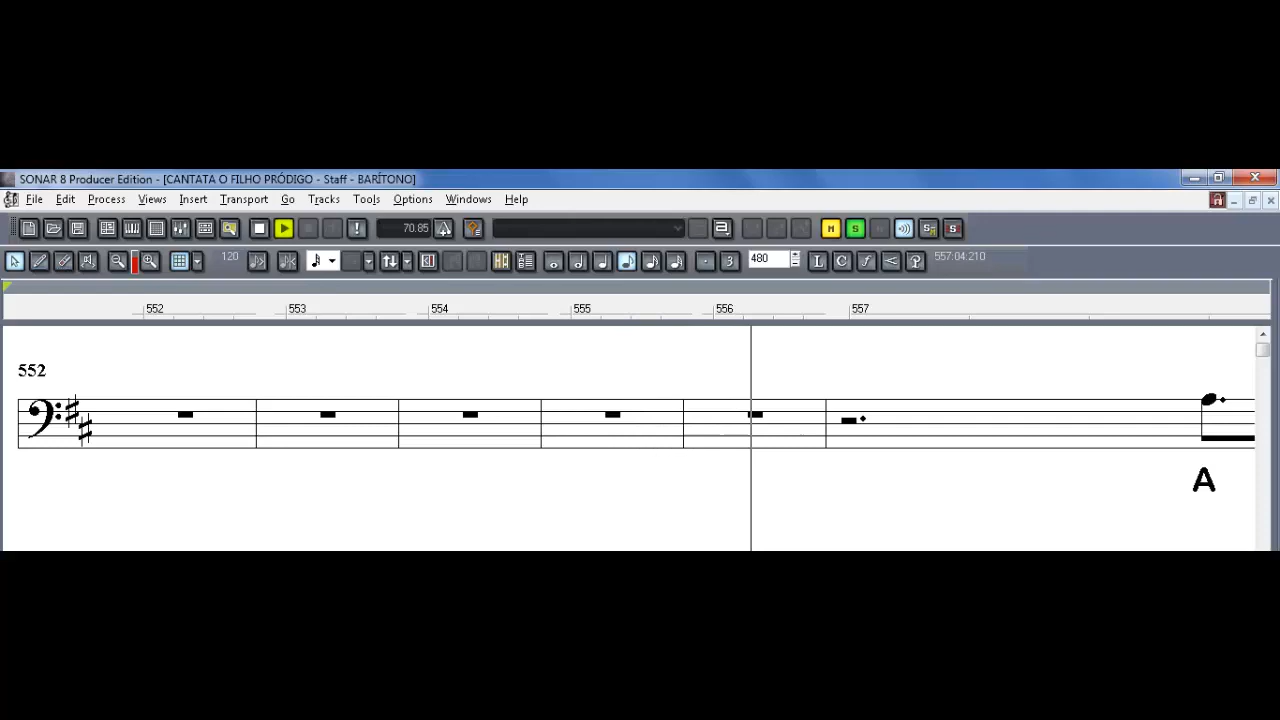 SONAR 8 Producer Edition - [CANTATA O FILHO PRÓDIGO - Staff - BARÍTONO]
File Edit Process Views Insert Transport Go Tracks Tools Options Windows Help
70.85 M S S S
120 3 480 L C f < 557:04:210
552 553 554 555 556 557
552
A